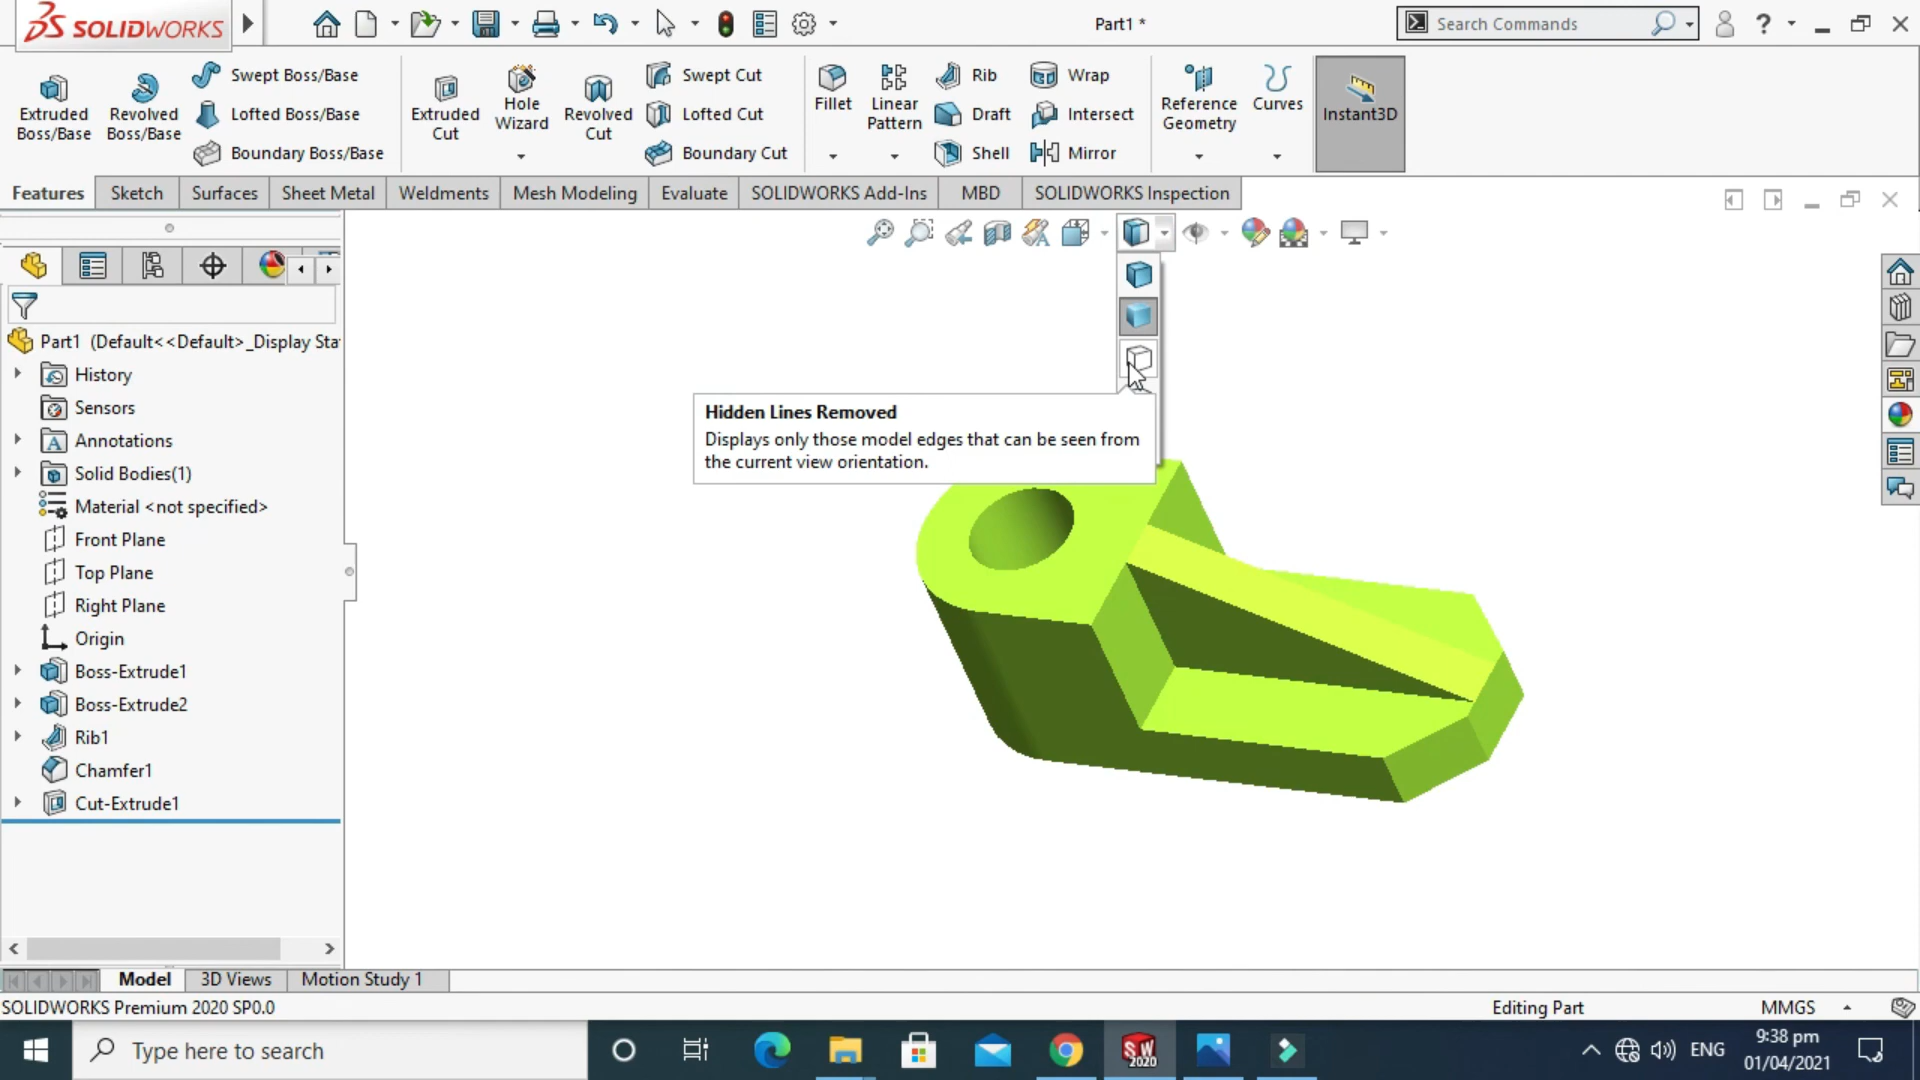 SOLIDWORKS
Part1 *
Search Commands
?
Extruded Boss/Base
Revolved Boss/Base
Swept Boss/Base
Lofted Boss/Base
Boundary Boss/Base
Extruded Cut
Hole Wizard
Revolved Cut
Swept Cut
Lofted Cut
Boundary Cut
Fillet
Linear Pattern
Rib
Draft
Shell
Wrap
Intersect
Mirror
Reference Geometry
Curves
Instant3D
Features
Sketch
Surfaces
Sheet Metal
Weldments
Mesh Modeling
Evaluate
SOLIDWORKS Add-Ins
MBD
SOLIDWORKS Inspection
Part1 (Default<<Default>_Display Sta
History
Sensors
Annotations
Solid Bodies(1)
Material <not specified>
Front Plane
Top Plane
Right Plane
Origin
Boss-Extrude1
Boss-Extrude2
Rib1
Chamfer1
Cut-Extrude1
Hidden Lines Removed
Displays only those model edges that can be seen from
the current view orientation.
Model
3D Views
Motion Study 1
SOLIDWORKS Premium 2020 SP0.0
Editing Part
MMGS
Type here to search
SW
2020
ENG
9:38 pm
01/04/2021